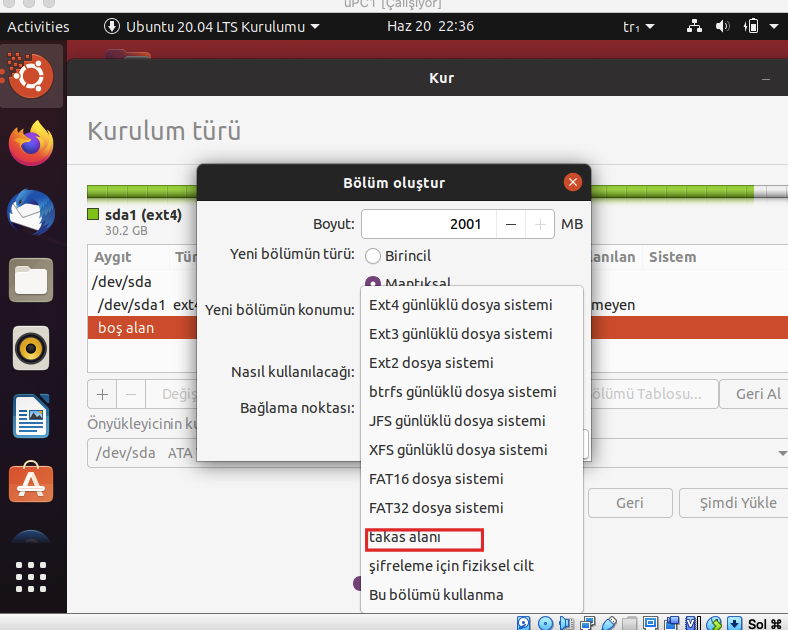 uPC1 [Çalışıyor]
Activities
Ubuntu 20.04 LTS Kurulumu
Haz 20 22:36
tr₁
Kur
Kurulum türü
Bölüm oluştur
sda1 (ext4)
30.2 GB
Boyut: 2001 MB
Aygıt
Sistem
Yeni bölümün türü: Birincil
/dev/sda
Mantıksal
/dev/sda1 ext4
Yeni bölümün konumu:
boş alan
Ext4 günlüklü dosya sistemi
Ext3 günlüklü dosya sistemi
Ext2 dosya sistemi
Nasıl kullanılacağı:
btrfs günlüklü dosya sistemi
Bağlama noktası:
JFS günlüklü dosya sistemi
XFS günlüklü dosya sistemi
FAT16 dosya sistemi
FAT32 dosya sistemi
takas alanı
şifreleme için fiziksel cilt
Bu bölümü kullanma
Değiş
ölümü Tablosu...
Geri Al
Önyükleyicinin ku
/dev/sda ATA
Geri
Şimdi Yükle
Sol ⌘